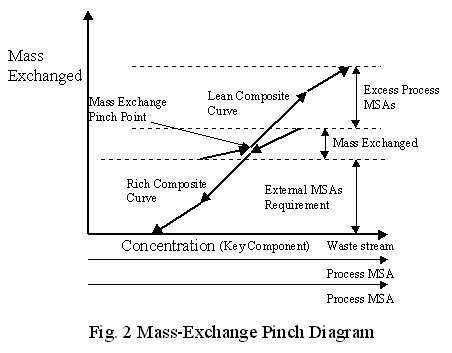 Mass
Exchanged
Mass Exchange
Pinch Point
Lean Composite
Curve
Excess Process
MSAs
Mass Exchanged
Rich Composite
Curve
External MSAs
Requirement
Concentration (Key Component)
Waste stream
Process MSA
Process MSA
Fig. 2 Mass-Exchange Pinch Diagram